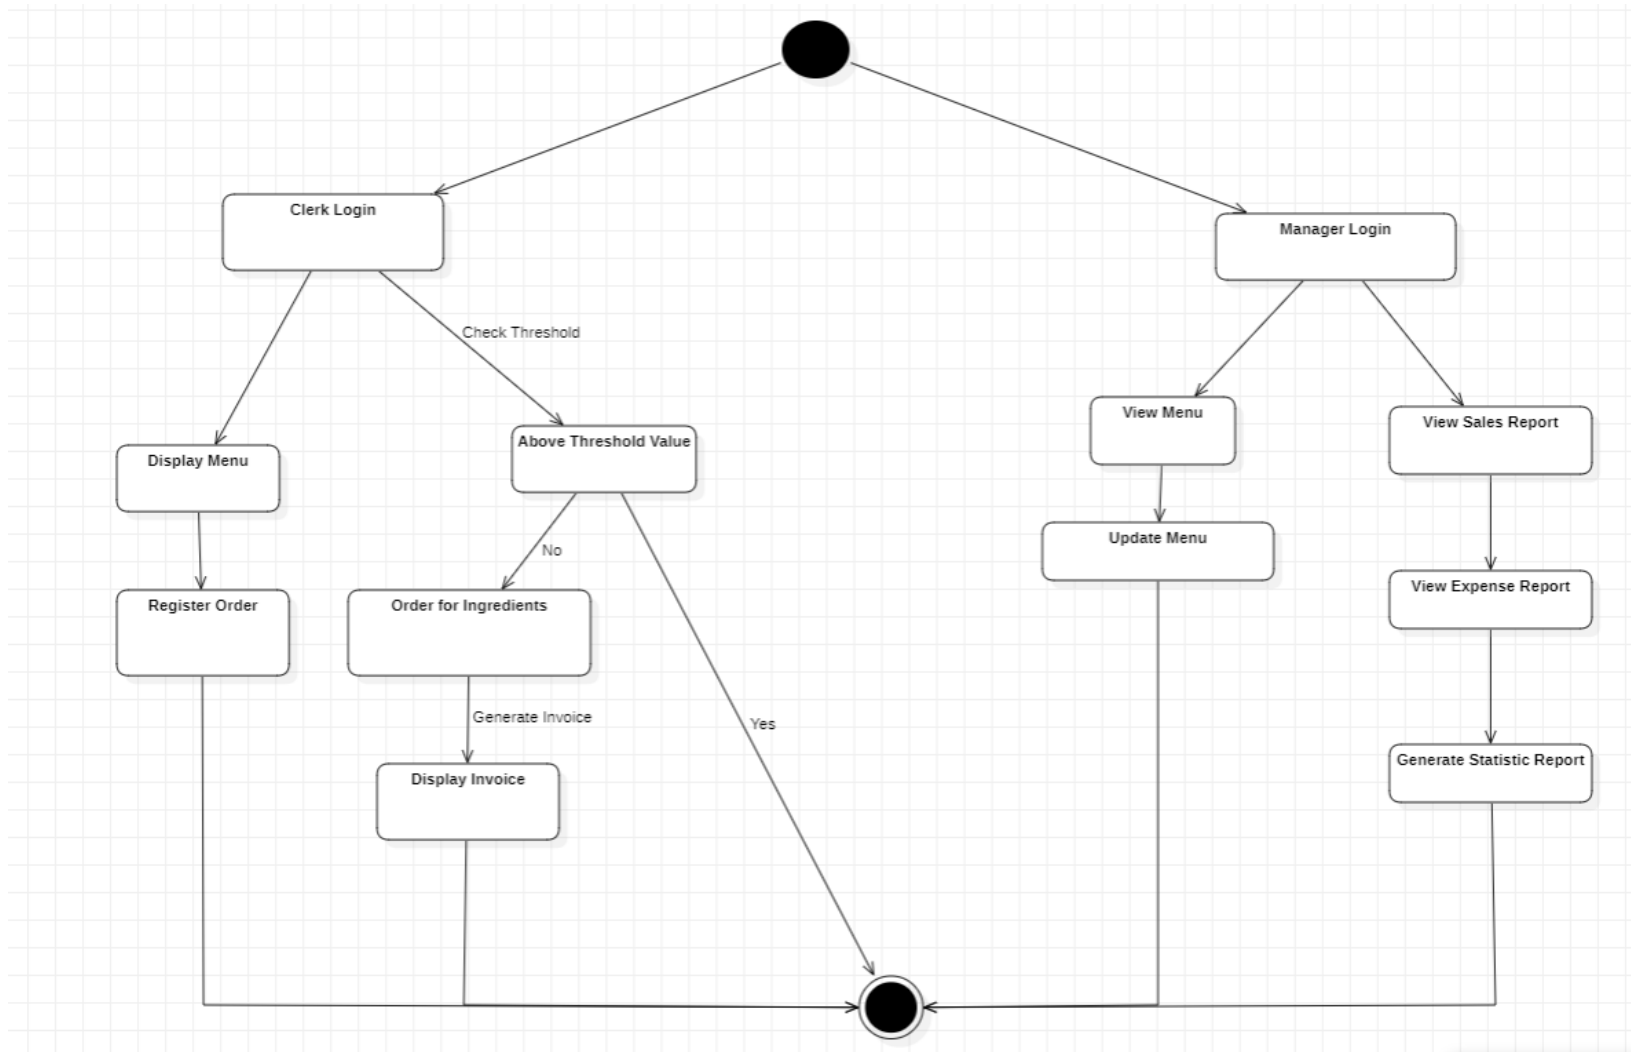 Clerk Login
Manager Login
Check Threshold
View Menu
View Sales Report
Above Threshold Value
Display Menu
Update Menu
No
View Expense Report
Register Order
Order for Ingredients
Generate Invoice
Yes
Generate Statistic Report
Display Invoice